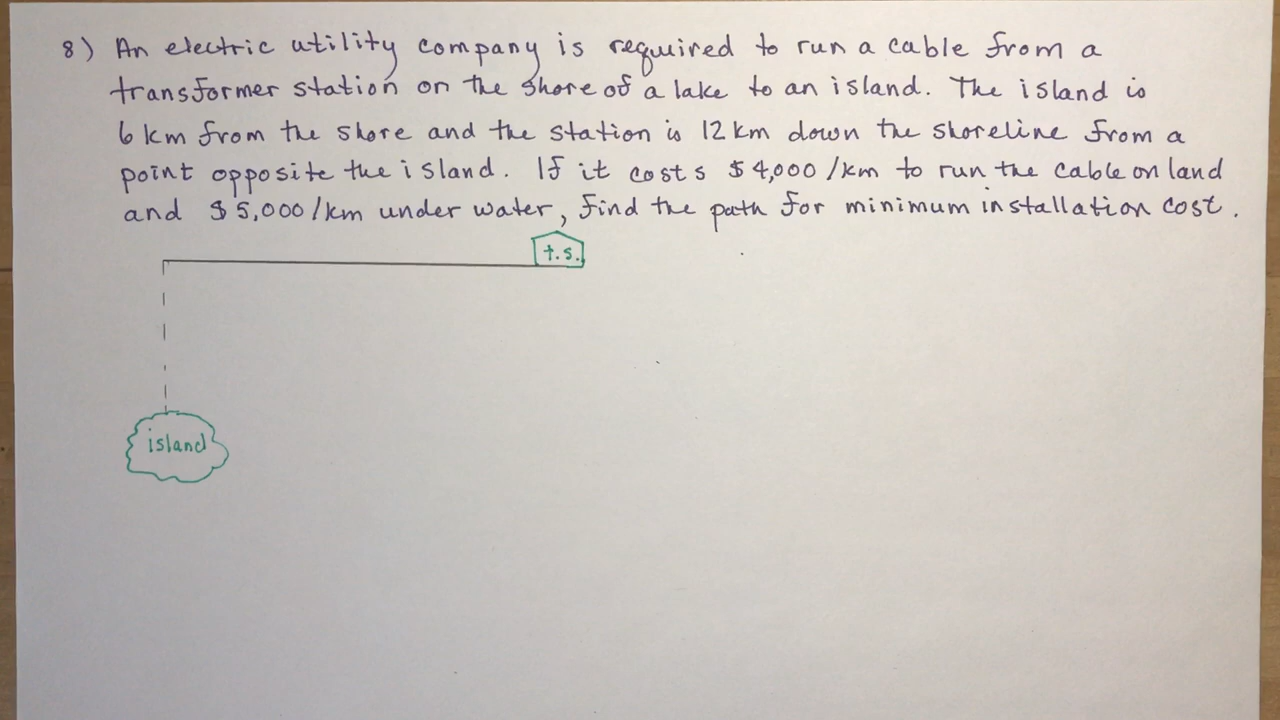 8) An electric utility company is required to run a cable from a
transformer station on the shore of a lake to an island. The island is
6 km from the shore and the station is 12 km down the shoreline from a
point opposite the island. If it costs $4,000/km to run the cable on land
and $5,000/km under water, find the path for minimum installation cost.
t.s.
island